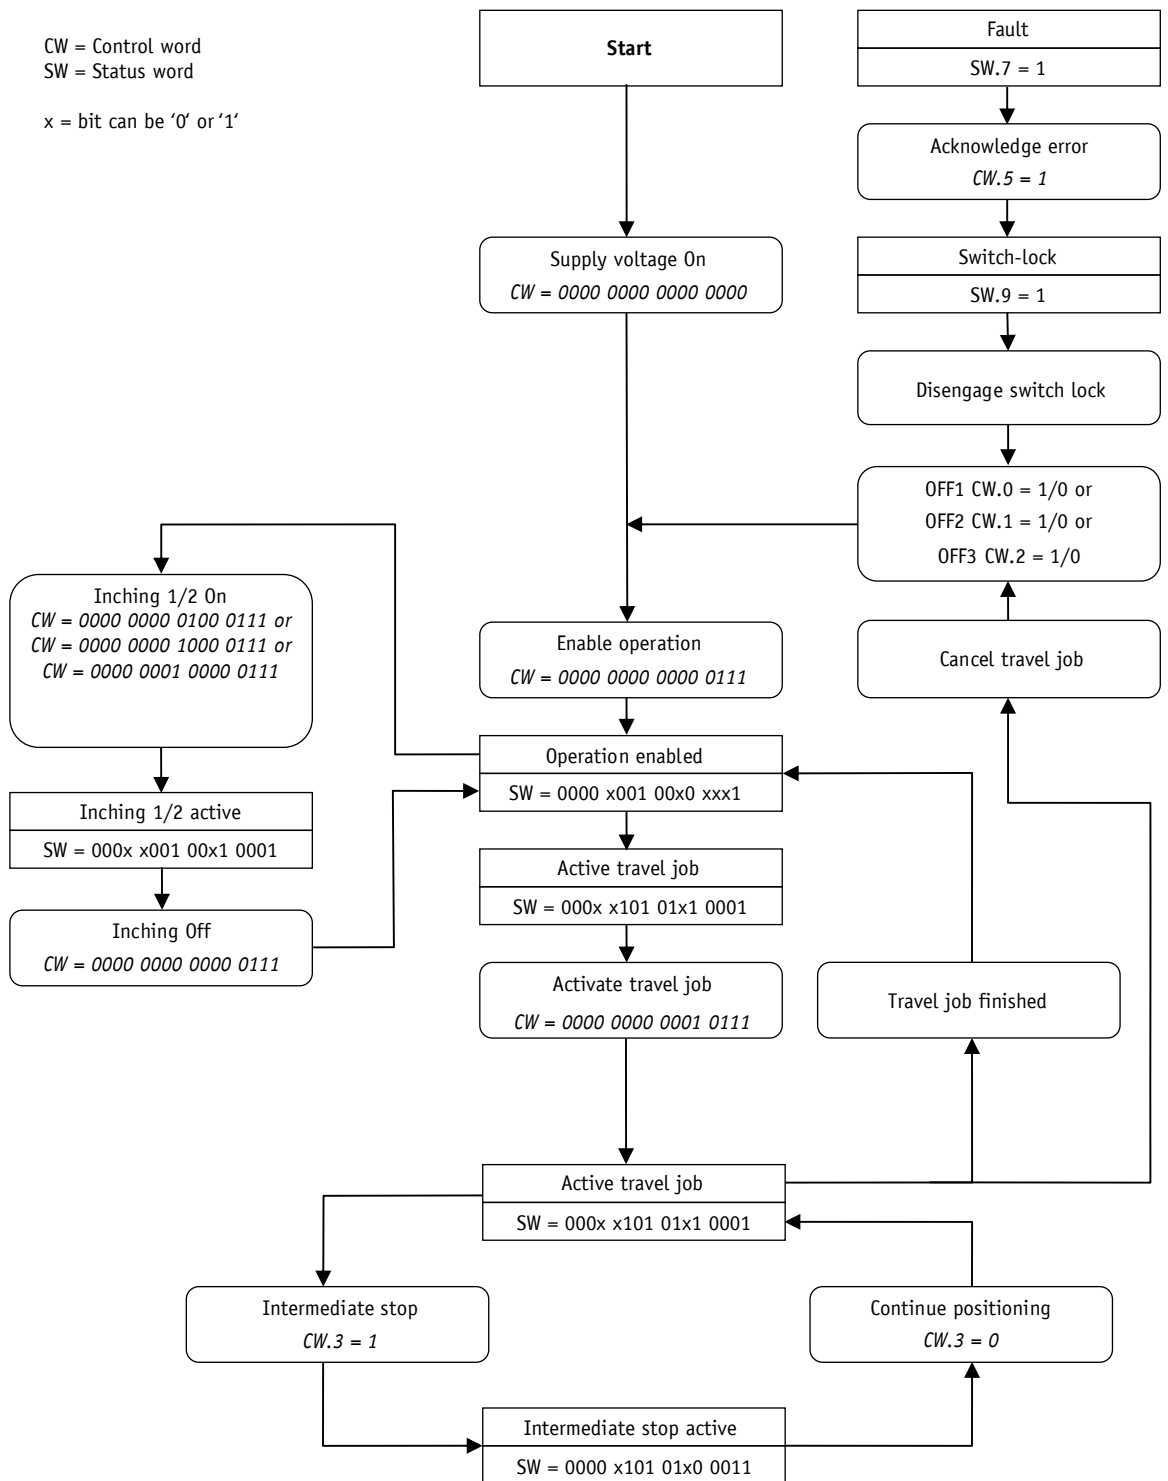 CW = Control word
SW = Status word
x = bit can be ‘0‘ or ‘1‘
Start
Fault
SW.7 = 1
Acknowledge error
CW.5 = 1
Supply voltage On
CW = 0000 0000 0000 0000
Switch-lock
SW.9 = 1
Disengage switch lock
OFF1 CW.0 = 1/0 or
OFF2 CW.1 = 1/0 or
OFF3 CW.2 = 1/0
Inching 1/2 On
CW = 0000 0000 0100 0111 or
CW = 0000 0000 1000 0111 or
CW = 0000 0001 0000 0111
Enable operation
CW = 0000 0000 0000 0111
Cancel travel job
Operation enabled
SW = 0000 x001 00x0 xxx1
Inching 1/2 active
SW = 000x x001 00x1 0001
Active travel job
SW = 000x x101 01x1 0001
Inching Off
CW = 0000 0000 0000 0111
Activate travel job
CW = 0000 0000 0001 0111
Travel job finished
Active travel job
SW = 000x x101 01x1 0001
Intermediate stop
CW.3 = 1
Continue positioning
CW.3 = 0
Intermediate stop active
SW = 0000 x101 01x0 0011